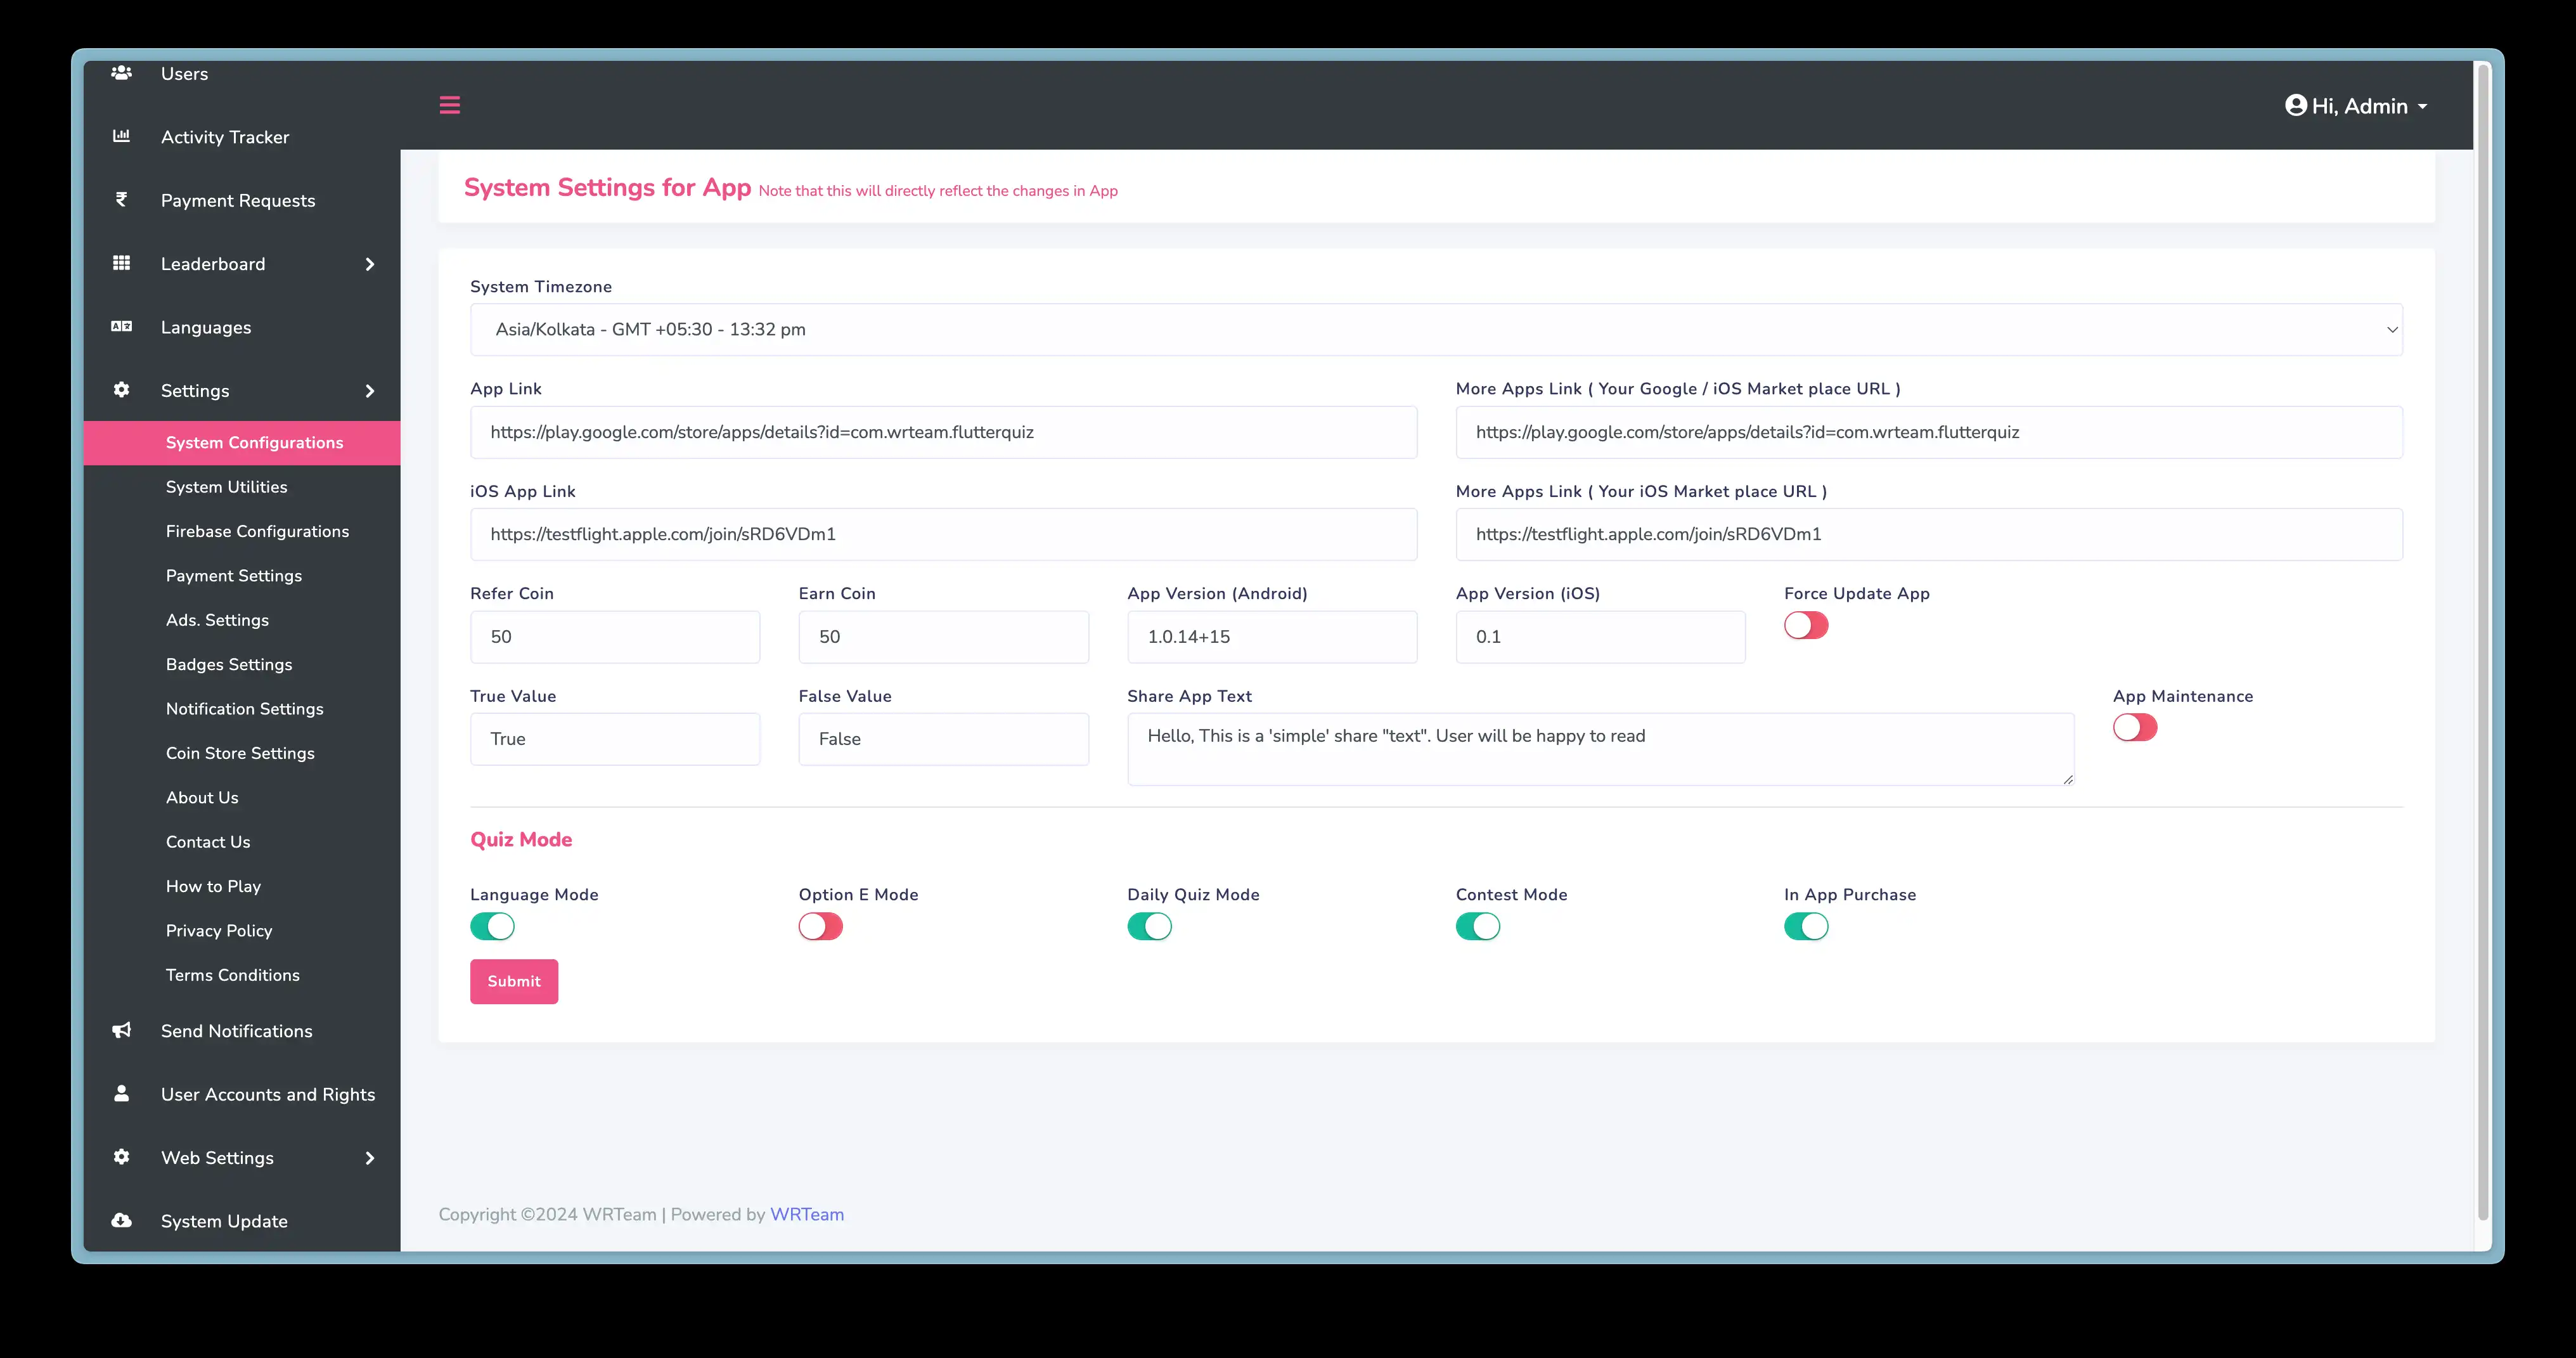 Users
Activity Tracker
Payment Requests
Leaderboard
Languages
Settings
System Configurations
System Utilities
Firebase Configurations
Payment Settings
Ads. Settings
Badges Settings
Notification Settings
Coin Store Settings
About Us
Contact Us
How to Play
Privacy Policy
Terms Conditions
Send Notifications
User Accounts and Rights
Web Settings
System Update
Hi, Admin
System Settings for App Note that this will directly reflect the changes in App
System Timezone
Asia/Kolkata - GMT +05:30 - 13:32 pm
App Link
https://play.google.com/store/apps/details?id=com.wrteam.flutterquiz
More Apps Link ( Your Google / iOS Market place URL )
https://play.google.com/store/apps/details?id=com.wrteam.flutterquiz
iOS App Link
https://testflight.apple.com/join/sRD6VDm1
More Apps Link ( Your iOS Market place URL )
https://testflight.apple.com/join/sRD6VDm1
Refer Coin
50
Earn Coin
50
App Version (Android)
1.0.14+15
App Version (iOS)
0.1
Force Update App
True Value
True
False Value
False
Share App Text
Hello, This is a 'simple' share "text". User will be happy to read
App Maintenance
Quiz Mode
Language Mode
Option E Mode
Daily Quiz Mode
Contest Mode
In App Purchase
Submit
Copyright ©2024 WRTeam | Powered by WRTeam